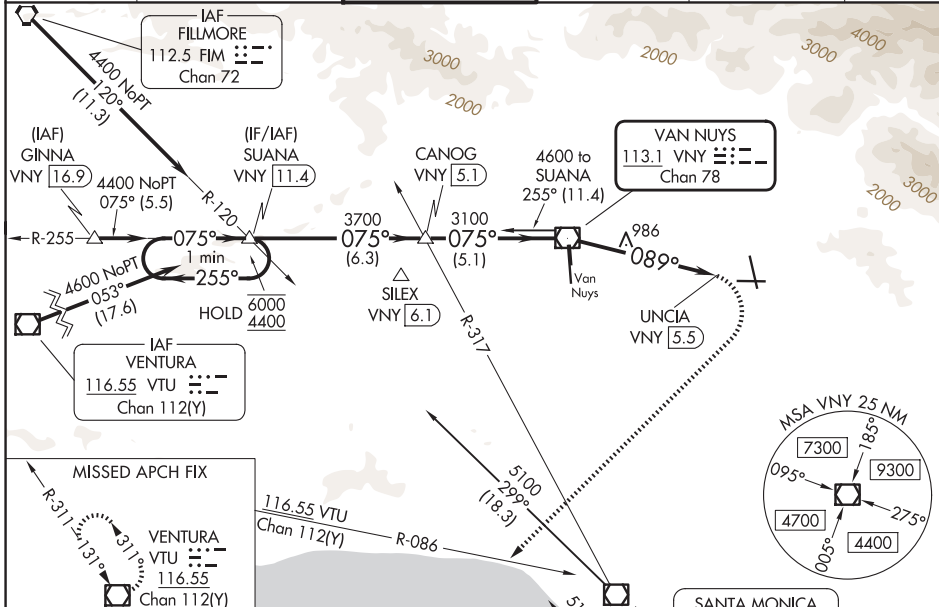 IAF
FILLMORE
112.5 FIM
Chan 72
4400 NoPT
120°
(11.3)
3000
2000
2000
3000
4000
2000
3000
(IAF)
GINNA
VNY 16.9
(IF/IAF)
SUANA
VNY 11.4
CANOG
VNY 5.1
4600 to
SUANA
255° (11.4)
VAN NUYS
113.1 VNY
Chan 78
4400 NoPT
075° (5.5)
R-120
R-255
075°
1 min
255°
3700
075°
(6.3)
3100
075°
(5.1)
986
089°
Van
Nuys
4600 NoPT
053°
(17.6)
HOLD
6000
4400
SILEX
VNY 6.1
R-317
UNCIA
VNY 5.5
IAF
VENTURA
116.55 VTU
Chan 112(Y)
MSA VNY 25 NM
7300
185°
095°
9300
4700
275°
005°
4400
MISSED APCH FIX
R-311
131°
311°
VENTURA
VTU
116.55
Chan 112(Y)
116.55 VTU
Chan 112(Y)
R-086
5100
299°
(18.3)
SANTA MONICA